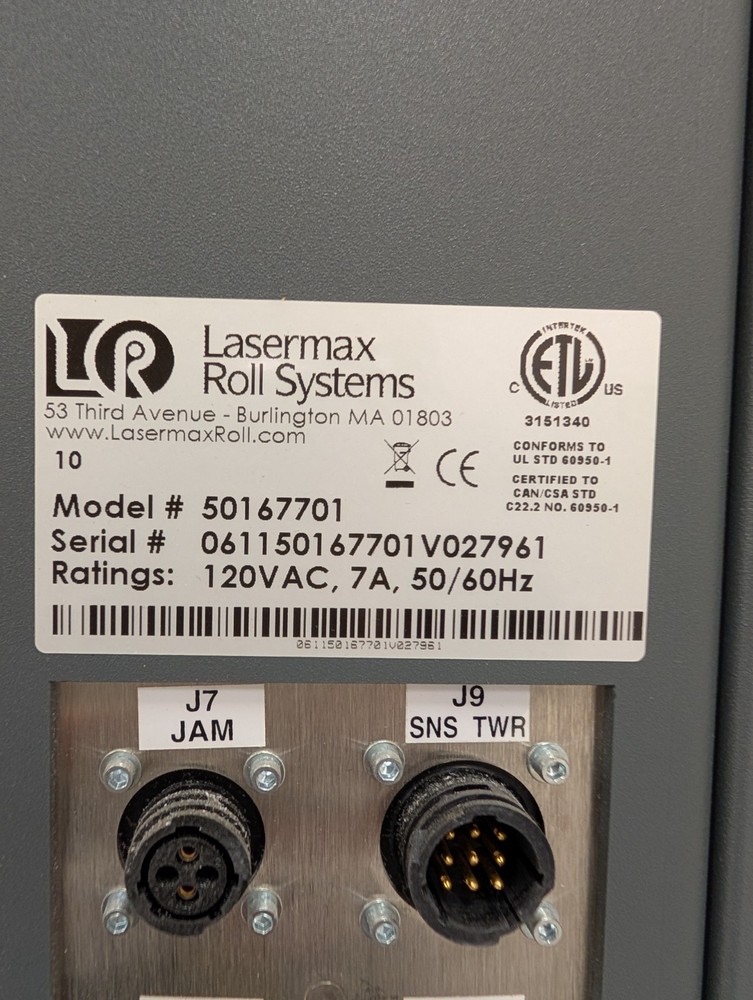 LR
Lasermax
Roll Systems
53 Third Avenue - Burlington MA 01803
www.LasermaxRoll.com
10
INTERTEK
ETL
LISTED
C
US
3151340
CONFORMS TO
UL STD 60950-1
CERTIFIED TO
CAN/CSA STD
C22.2 NO. 60950-1
CE
Model # 50167701
Serial # 061150167701V027961
Ratings: 120VAC, 7A, 50/60Hz
061150167701V027961
J7
JAM
J9
SNS TWR